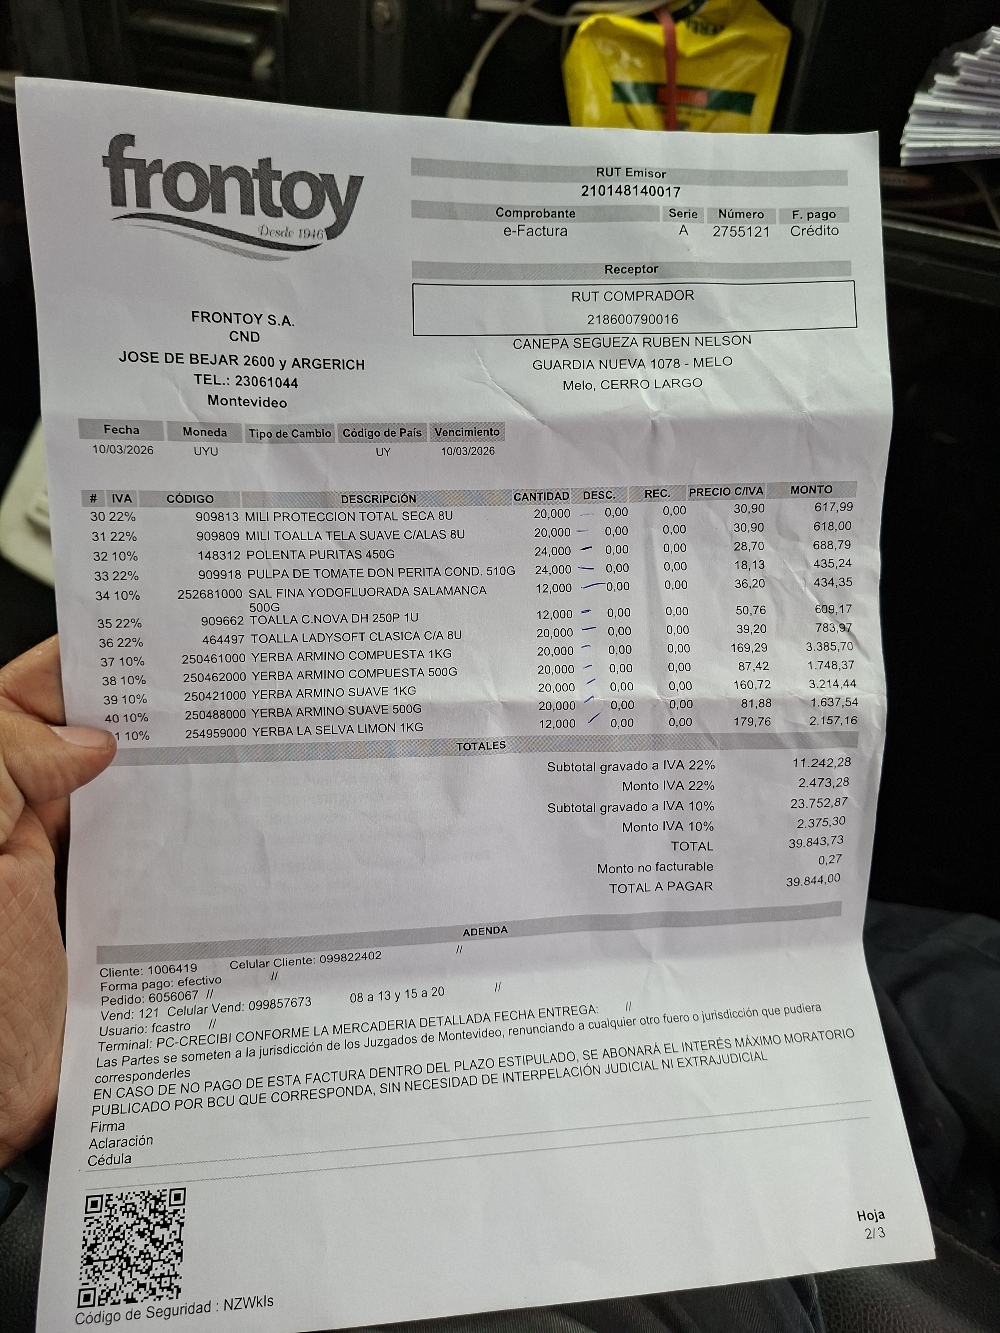 frontoy
Desde 1946
RUT Emisor
210148140017
Comprobante Serie Número F. pago
e-Factura A 2755121 Crédito
Receptor
RUT COMPRADOR
218600790016
CANEPA SEGUEZA RUBEN NELSON
GUARDIA NUEVA 1078 - MELO
Melo, CERRO LARGO
FRONTOY S.A.
CND
JOSE DE BEJAR 2600 y ARGERICH
TEL.: 23061044
Montevideo
Fecha Moneda Tipo de Cambio Código de País Vencimiento
10/03/2026 UYU UY 10/03/2026
# IVA CÓDIGO DESCRIPCIÓN CANTIDAD DESC. REC. PRECIO C/IVA MONTO
30 22% 909813 MILI PROTECCION TOTAL SECA 8U 20,000 0,00 0,00 30,90 617,99
31 22% 909809 MILI TOALLA TELA SUAVE C/ALAS 8U 20,000 0,00 0,00 30,90 618,00
32 10% 148312 POLENTA PURITAS 450G 24,000 0,00 0,00 28,70 688,79
33 22% 909918 PULPA DE TOMATE DON PERITA COND. 510G 24,000 0,00 0,00 18,13 435,24
34 10% 252681000 SAL FINA YODOFLUORADA SALAMANCA 12,000 0,00 0,00 36,20 434,35
500G
35 22% 909662 TOALLA C.NOVA DH 250P 1U 12,000 0,00 0,00 50,76 609,17
36 22% 464497 TOALLA LADYSOFT CLASICA C/A 8U 20,000 0,00 0,00 39,20 783,97
37 10% 250461000 YERBA ARMINO COMPUESTA 1KG 20,000 0,00 0,00 169,29 3.385,70
38 10% 250462000 YERBA ARMINO COMPUESTA 500G 20,000 0,00 0,00 87,42 1.748,37
39 10% 250421000 YERBA ARMINO SUAVE 1KG 20,000 0,00 0,00 160,72 3.214,44
40 10% 250488000 YERBA ARMINO SUAVE 500G 20,000 0,00 0,00 81,88 1.637,54
1 10% 254959000 YERBA LA SELVA LIMON 1KG 12,000 0,00 0,00 179,76 2.157,16
TOTALES
Subtotal gravado a IVA 22% 11.242,28
Monto IVA 22% 2.473,28
Subtotal gravado a IVA 10% 23.752,87
Monto IVA 10% 2.375,30
TOTAL 39.843,73
Monto no facturable 0,27
TOTAL A PAGAR 39.844,00
ADENDA
Cliente: 1006419 Celular Cliente: 099822402 //
Forma pago: efectivo //
Pedido: 6056067 //
Vend: 121 Celular Vend: 099857673 08 a 13 y 15 a 20 //
Usuario: fcastro //
Terminal: PC-CRECIBI CONFORME LA MERCADERIA DETALLADA FECHA ENTREGA: //
Las Partes se someten a la jurisdicción de los Juzgados de Montevideo, renunciando a cualquier otro fuero o jurisdicción que pudiera
corresponderles
EN CASO DE NO PAGO DE ESTA FACTURA DENTRO DEL PLAZO ESTIPULADO, SE ABONARÁ EL INTERÉS MÁXIMO MORATORIO
PUBLICADO POR BCU QUE CORRESPONDA, SIN NECESIDAD DE INTERPELACIÓN JUDICIAL NI EXTRAJUDICIAL
Firma
Aclaración
Cédula
Hoja
2/3
Código de Seguridad : NZWkIs